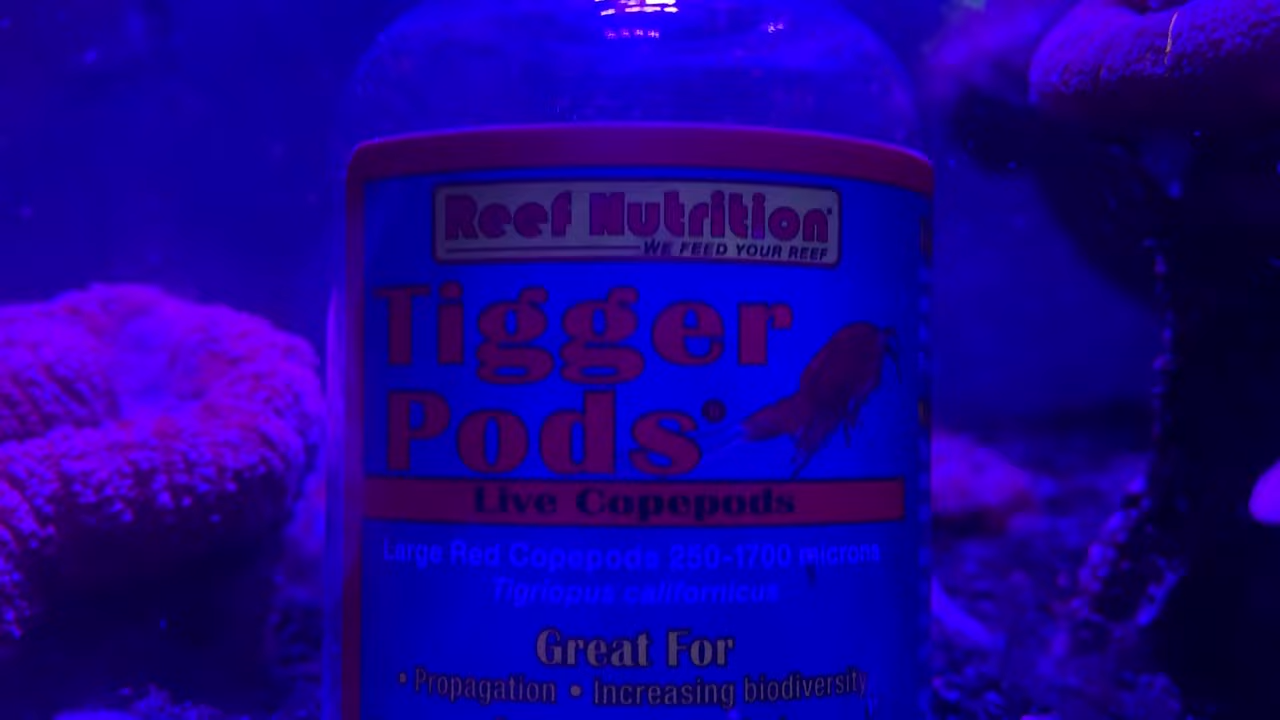 Reef Nutrition
WE FEED YOUR REEF
Tigger
Pods®
Live Copepods
Large Red Copepods 250-1700 microns
Tigriopus californicus
Great For
• Propagation • Increasing biodiversity